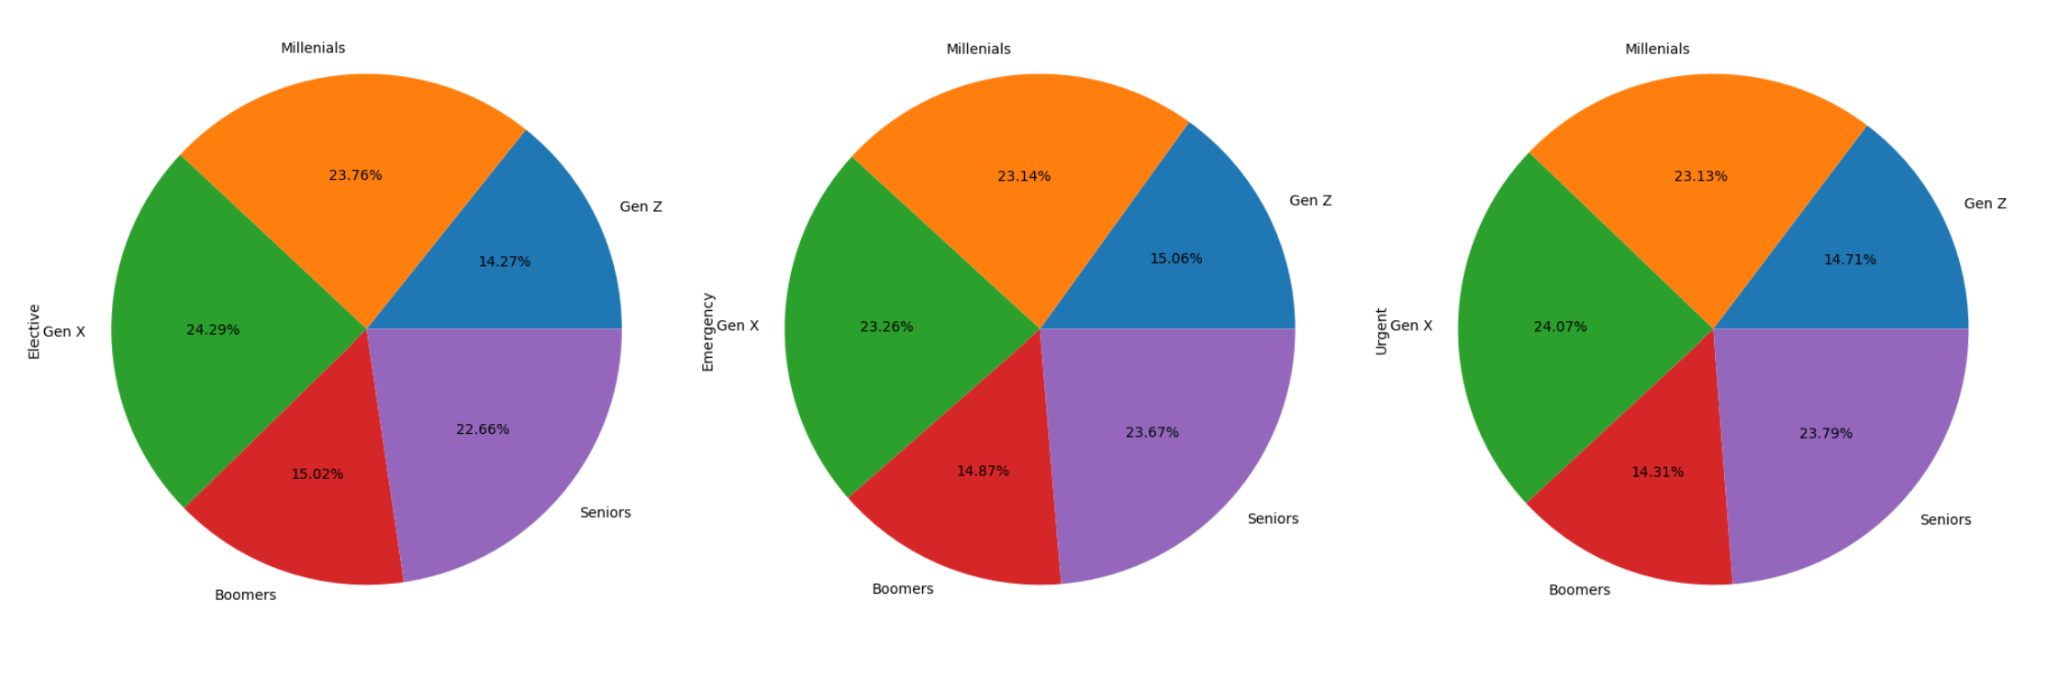 Millenials
Gen Z
23.76%
14.27%
Elective
Gen X
24.29%
22.66%
15.02%
Seniors
Boomers
Millenials
Gen Z
23.14%
15.06%
Emergency
Gen X
23.26%
23.67%
14.87%
Seniors
Boomers
Millenials
Gen Z
23.13%
14.71%
Urgent
Gen X
24.07%
23.79%
14.31%
Seniors
Boomers